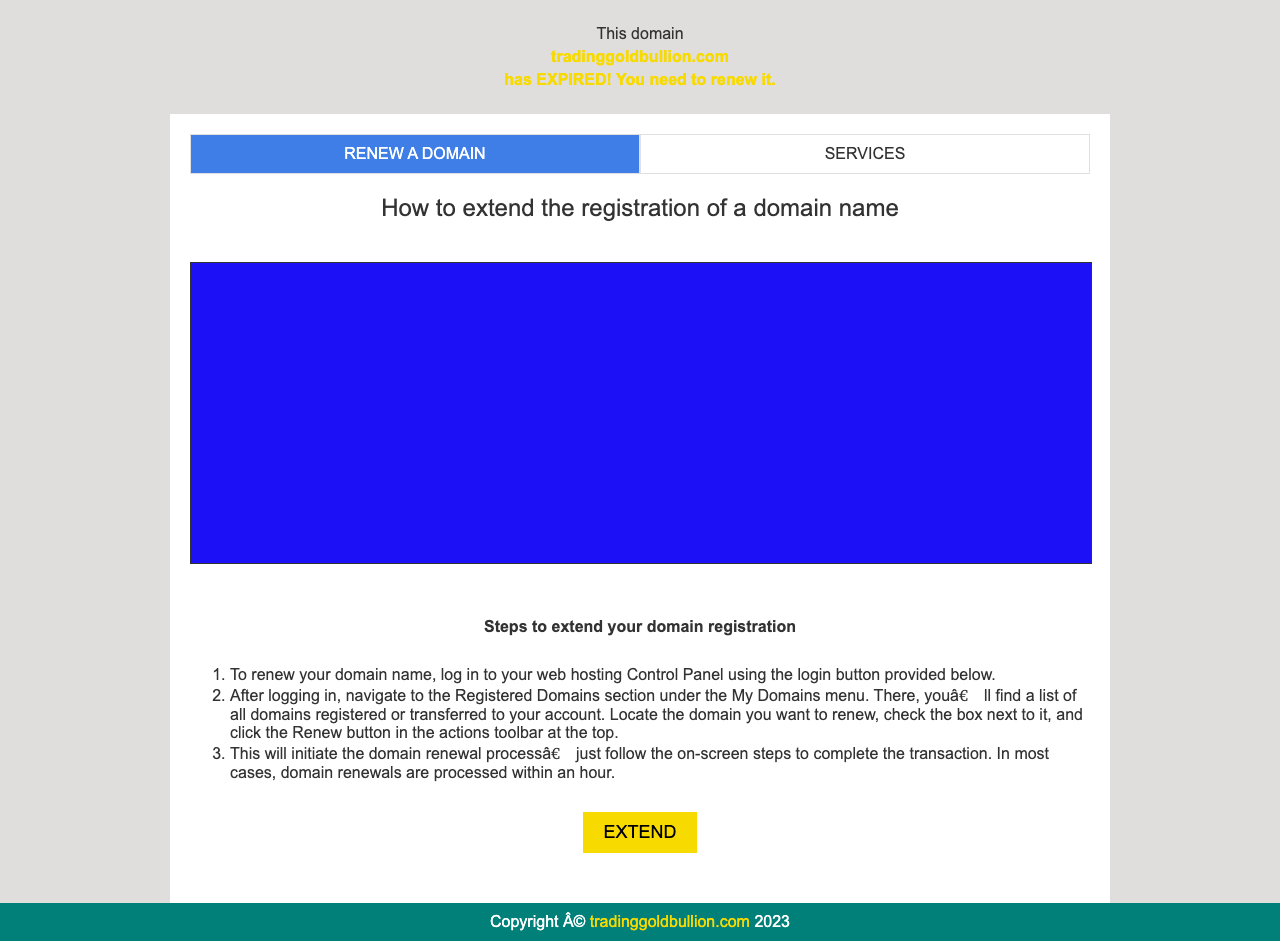 This domain
tradinggoldbullion.com
has EXPIRED! You need to renew it.
RENEW A DOMAIN
SERVICES
How to extend the registration of a domain name
Steps to extend your domain registration
1. To renew your domain name, log in to your web hosting Control Panel using the login button provided below.
2. After logging in, navigate to the Registered Domains section under the My Domains menu. There, youâ€ ll find a list of
all domains registered or transferred to your account. Locate the domain you want to renew, check the box next to it, and
click the Renew button in the actions toolbar at the top.
3. This will initiate the domain renewal processâ€ just follow the on-screen steps to complete the transaction. In most
cases, domain renewals are processed within an hour.
EXTEND
Copyright Â© tradinggoldbullion.com 2023